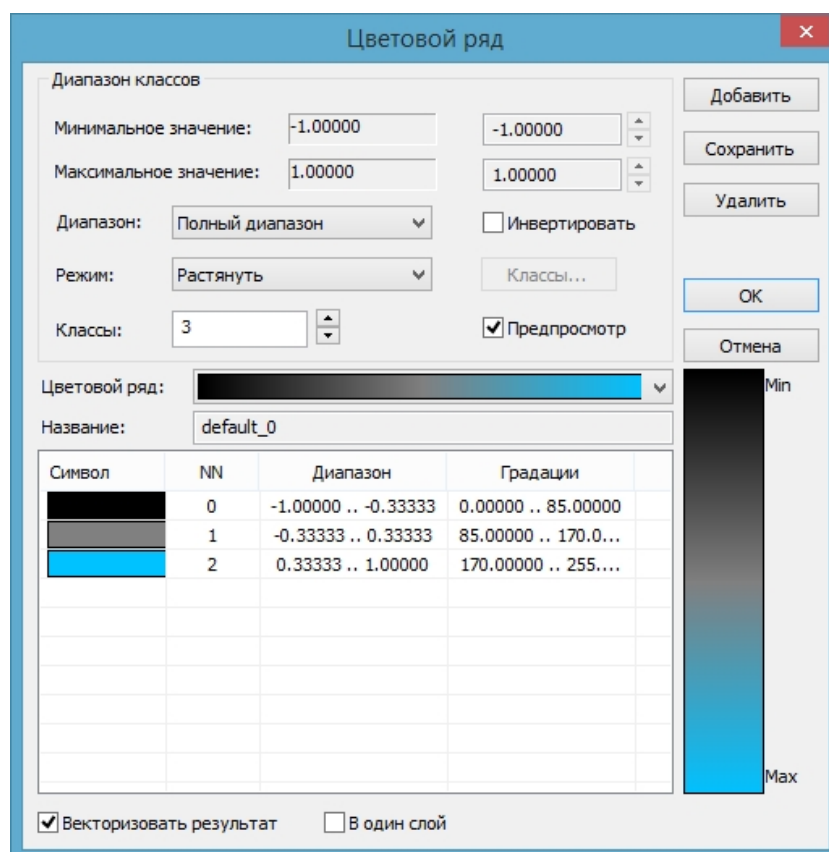 Цветовой ряд
Диапазон классов
Минимальное значение: -1.00000 -1.00000
Максимальное значение: 1.00000 1.00000
Диапазон: Полный диапазон Инвертировать
Режим: Растянуть Классы...
Классы: 3 Предпросмотр
Добавить
Сохранить
Удалить
OK
Отмена
Цветовой ряд:
Название: default_0
Min
Max
Символ NN Диапазон Градации
0 -1.00000 .. -0.33333 0.00000 .. 85.00000
1 -0.33333 .. 0.33333 85.00000 .. 170.0...
2 0.33333 .. 1.00000 170.00000 .. 255....
Векторизовать результат В один слой